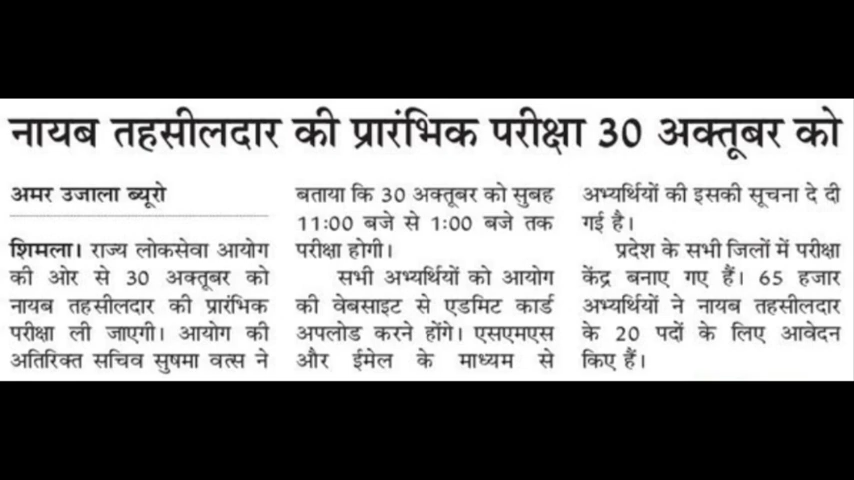 नायब तहसीलदार की प्रारंभिक परीक्षा 30 अक्तूबर को
अमर उजाला ब्यूरो
शिमला। राज्य लोकसेवा आयोग
की ओर से 30 अक्तूबर को
नायब तहसीलदार की प्रारंभिक
परीक्षा ली जाएगी। आयोग की
अतिरिक्त सचिव सुषमा वत्स ने
बताया कि 30 अक्तूबर को सुबह
11:00 बजे से 1:00 बजे तक
परीक्षा होगी।
सभी अभ्यर्थियों को आयोग
की वेबसाइट से एडमिट कार्ड
अपलोड करने होंगे। एसएमएस
और ईमेल के माध्यम से
अभ्यर्थियों की इसकी सूचना दे दी
गई है।
प्रदेश के सभी जिलों में परीक्षा
केंद्र बनाए गए हैं। 65 हजार
अभ्यर्थियों ने नायब तहसीलदार
के 20 पदों के लिए आवेदन
किए हैं।